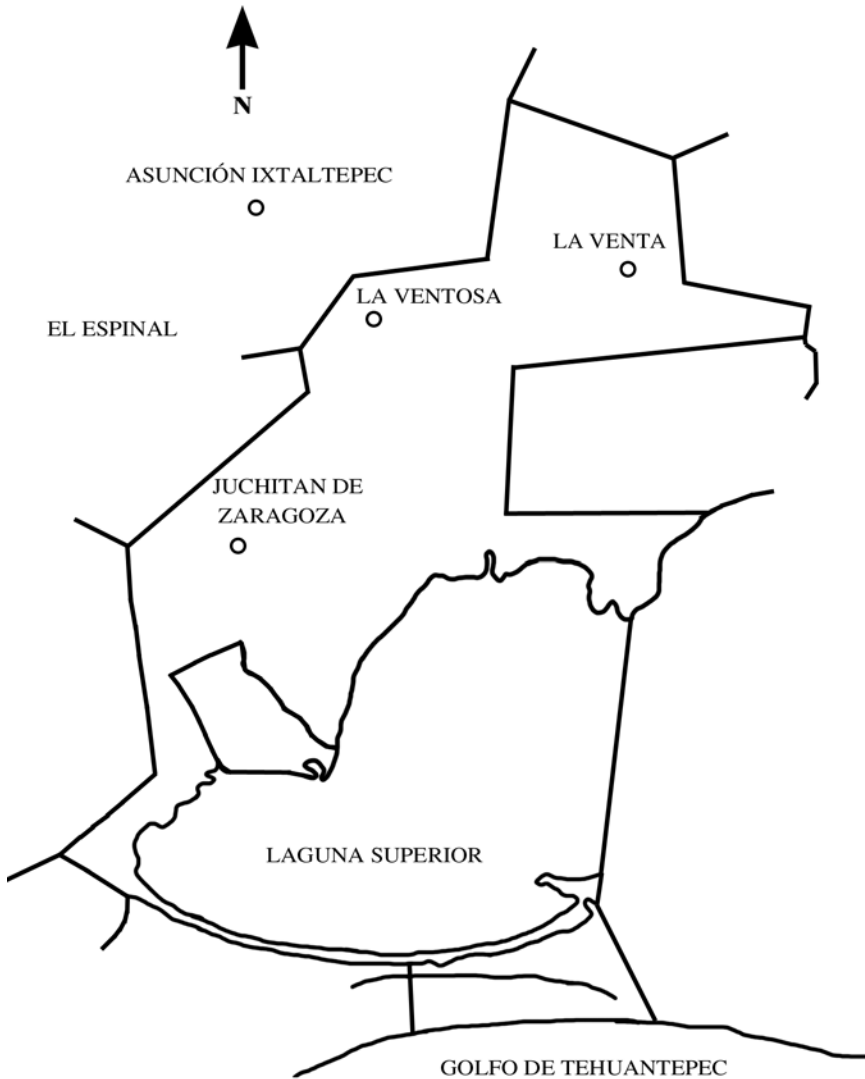 N
ASUNCIÓN IXTALTEPEC
LA VENTA
LA VENTOSA
EL ESPINAL
JUCHITAN DE
ZARAGOZA
LAGUNA SUPERIOR
GOLFO DE TEHUANTEPEC